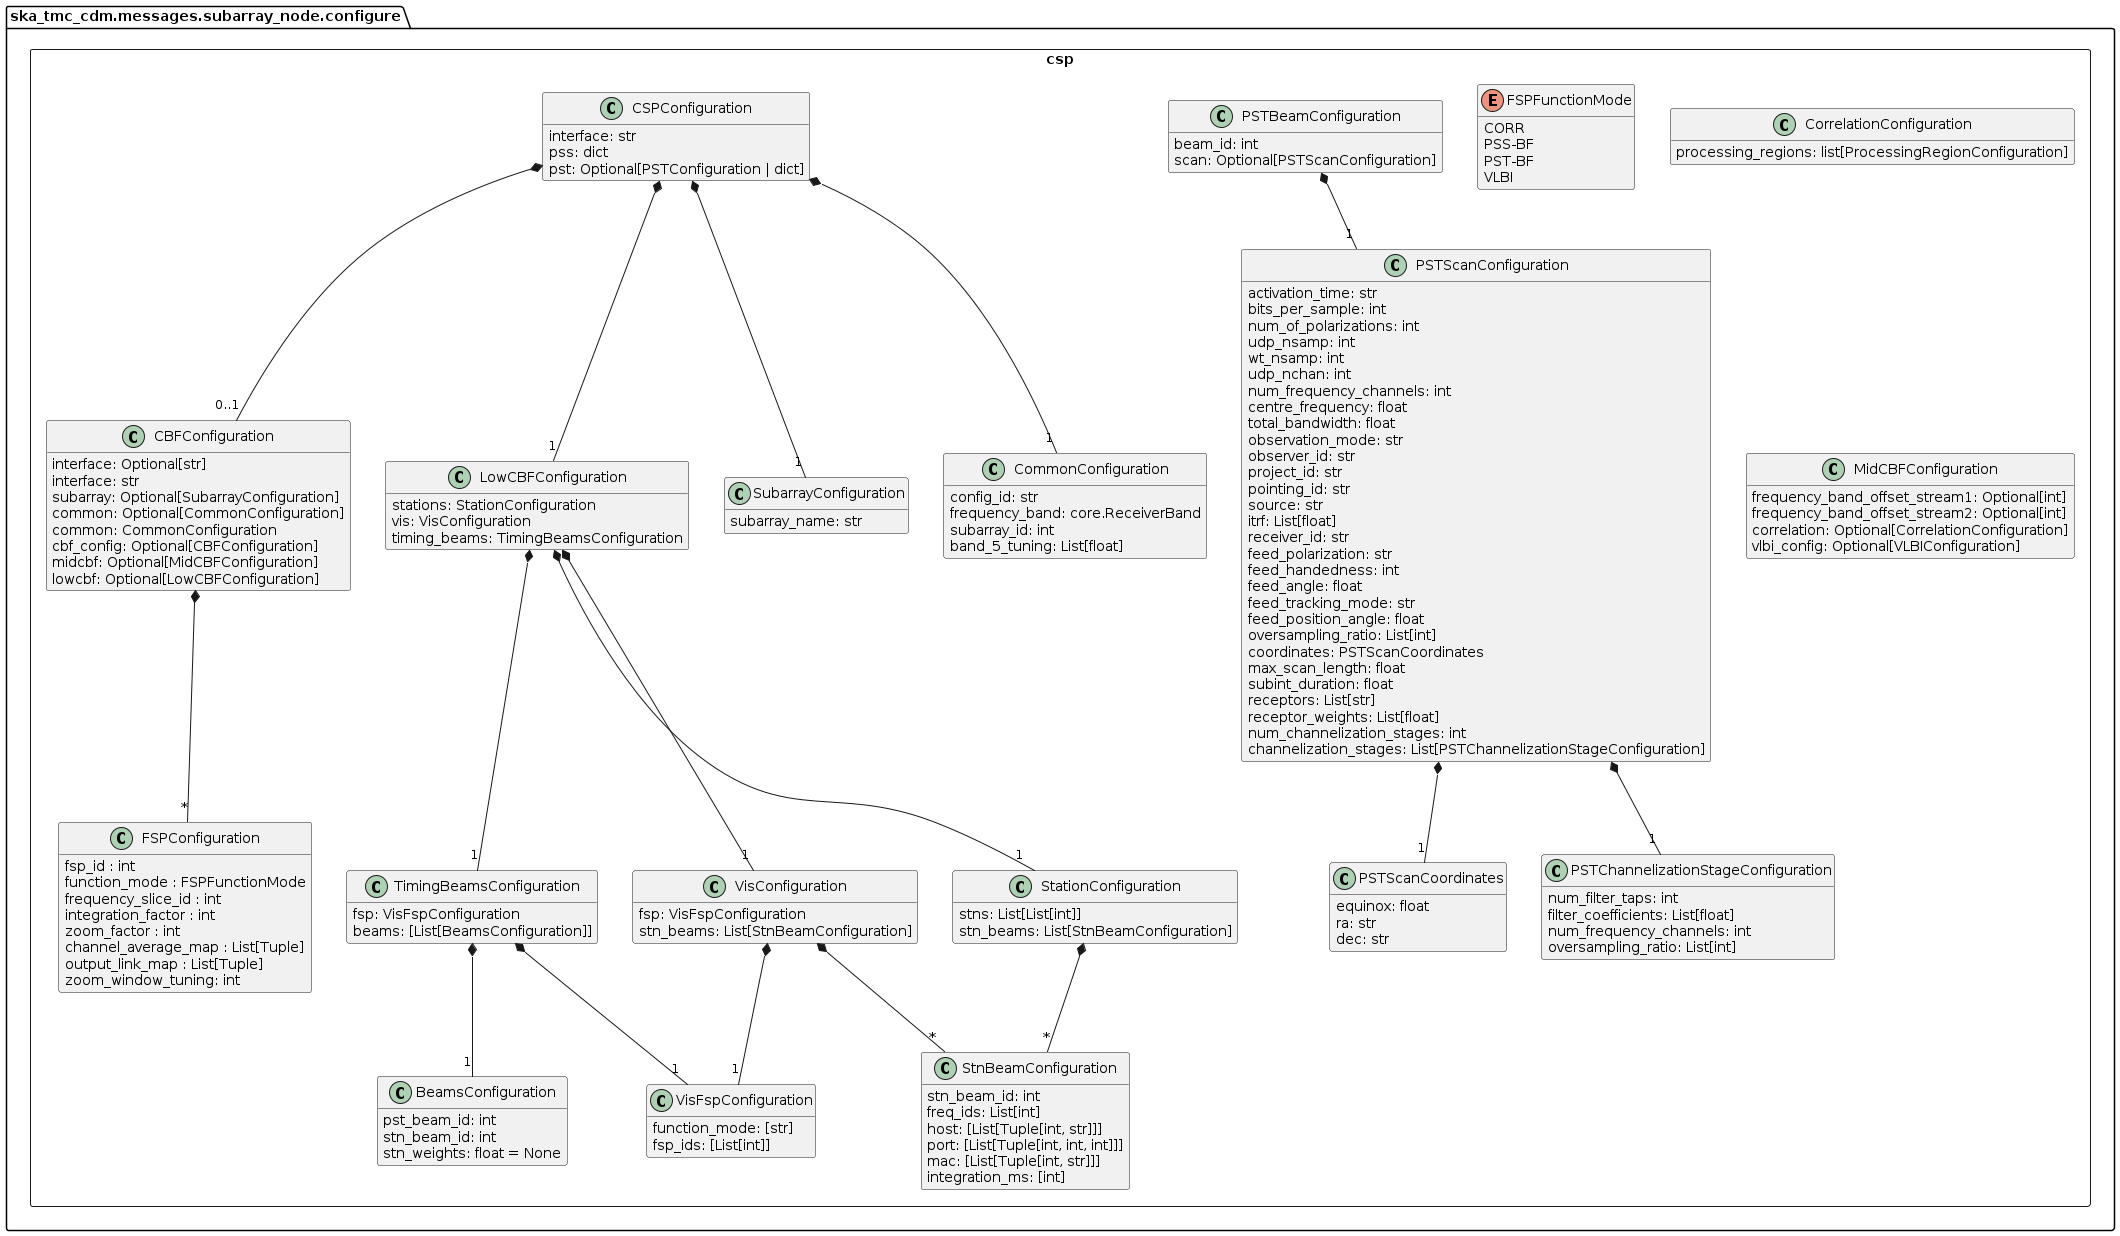 ska_tmc_cdm.messages.subarray_node.configure
csp
C CSPConfiguration
interface: str
pss: dict
pst: Optional[PSTConfiguration | dict]
C PSTBeamConfiguration
beam_id: int
scan: Optional[PSTScanConfiguration]
E FSPFunctionMode
CORR
PSS-BF
PST-BF
VLBI
C CorrelationConfiguration
processing_regions: list[ProcessingRegionConfiguration]
0..1
1
1
1
1
C CBFConfiguration
interface: Optional[str]
interface: str
subarray: Optional[SubarrayConfiguration]
common: Optional[CommonConfiguration]
common: CommonConfiguration
cbf_config: Optional[CBFConfiguration]
midcbf: Optional[MidCBFConfiguration]
lowcbf: Optional[LowCBFConfiguration]
C LowCBFConfiguration
stations: StationConfiguration
vis: VisConfiguration
timing_beams: TimingBeamsConfiguration
C SubarrayConfiguration
subarray_name: str
C CommonConfiguration
config_id: str
frequency_band: core.ReceiverBand
subarray_id: int
band_5_tuning: List[float]
C PSTScanConfiguration
activation_time: str
bits_per_sample: int
num_of_polarizations: int
udp_nsamp: int
wt_nsamp: int
udp_nchan: int
num_frequency_channels: int
centre_frequency: float
total_bandwidth: float
observation_mode: str
observer_id: str
project_id: str
pointing_id: str
source: str
itrf: List[float]
receiver_id: str
feed_polarization: str
feed_handedness: int
feed_angle: float
feed_tracking_mode: str
feed_position_angle: float
oversampling_ratio: List[int]
coordinates: PSTScanCoordinates
max_scan_length: float
subint_duration: float
receptors: List[str]
receptor_weights: List[float]
num_channelization_stages: int
channelization_stages: List[PSTChannelizationStageConfiguration]
C MidCBFConfiguration
frequency_band_offset_stream1: Optional[int]
frequency_band_offset_stream2: Optional[int]
correlation: Optional[CorrelationConfiguration]
vlbi_config: Optional[VLBIConfiguration]
*
1
1
1
1
1
C FSPConfiguration
fsp_id : int
function_mode : FSPFunctionMode
frequency_slice_id : int
integration_factor : int
zoom_factor : int
channel_average_map : List[Tuple]
output_link_map : List[Tuple]
zoom_window_tuning: int
C TimingBeamsConfiguration
fsp: VisFspConfiguration
beams: [List[BeamsConfiguration]]
C VisConfiguration
fsp: VisFspConfiguration
stn_beams: List[StnBeamConfiguration]
C StationConfiguration
stns: List[List[int]]
stn_beams: List[StnBeamConfiguration]
C PSTScanCoordinates
equinox: float
ra: str
dec: str
C PSTChannelizationStageConfiguration
num_filter_taps: int
filter_coefficients: List[float]
num_frequency_channels: int
oversampling_ratio: List[int]
1
1
1
*
*
C BeamsConfiguration
pst_beam_id: int
stn_beam_id: int
stn_weights: float = None
C VisFspConfiguration
function_mode: [str]
fsp_ids: [List[int]]
C StnBeamConfiguration
stn_beam_id: int
freq_ids: List[int]
host: [List[Tuple[int, str]]]
port: [List[Tuple[int, int, int]]]
mac: [List[Tuple[int, str]]]
integration_ms: [int]